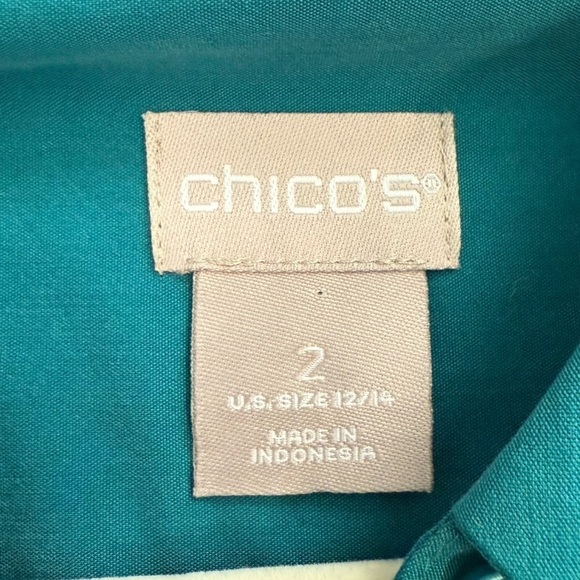 chico's®
2
U.S. SIZE 12/14
MADE IN
INDONESIA